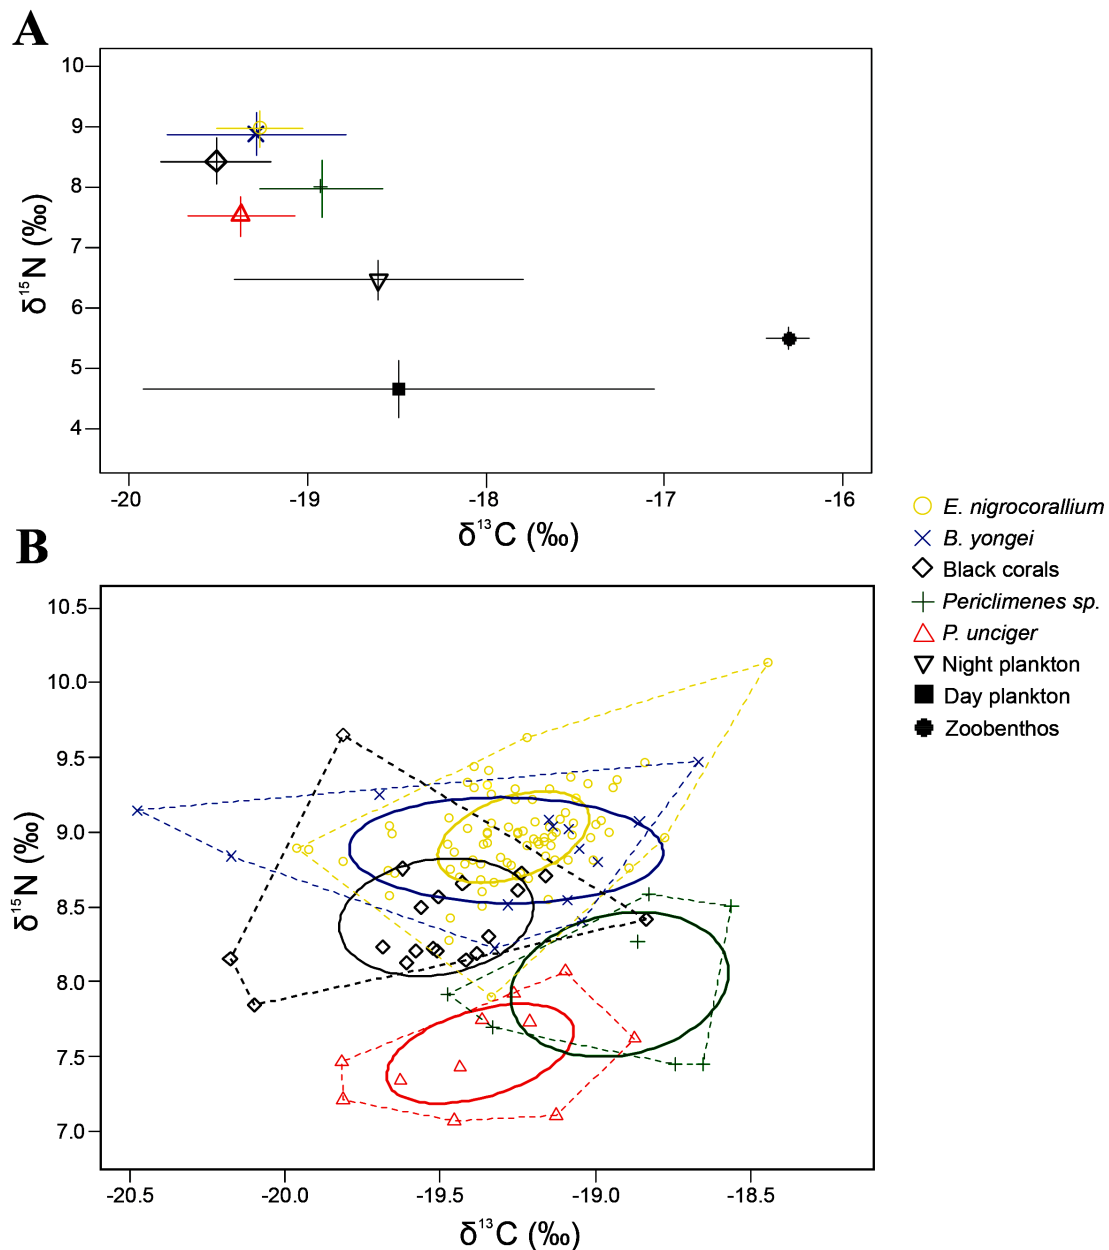 A
10
9
8
7
6
5
4
δ15N (‰)
-20
-19
-18
-17
-16
δ13C (‰)
B
10.5
10.0
9.5
9.0
8.5
8.0
7.5
7.0
δ15N (‰)
-20.5
-20.0
-19.5
-19.0
-18.5
δ13C (‰)
E. nigrocorallium
B. yongei
Black corals
Periclimenes sp.
P. unciger
Night plankton
Day plankton
Zoobenthos